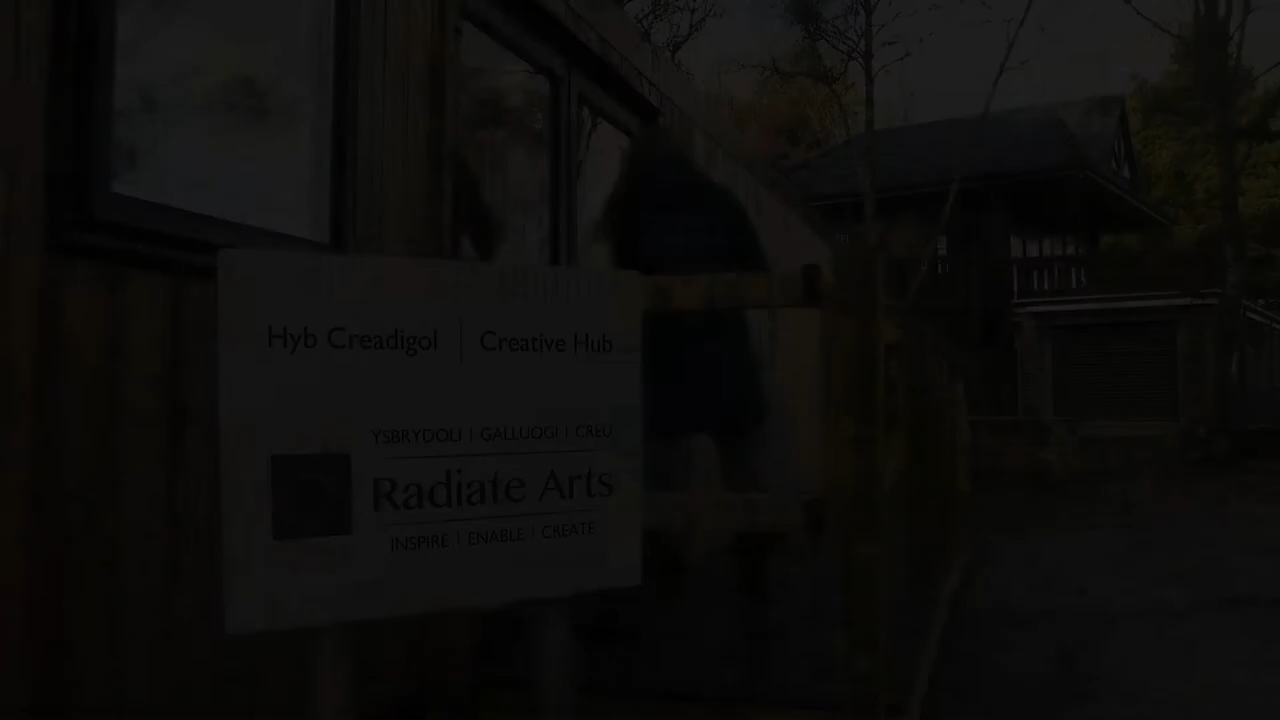 Hyb Creadigol | Creative Hub
YSBRYDOLI | GALLUOGI | CREU
Radiate Arts
INSPIRE | ENABLE | CREATE